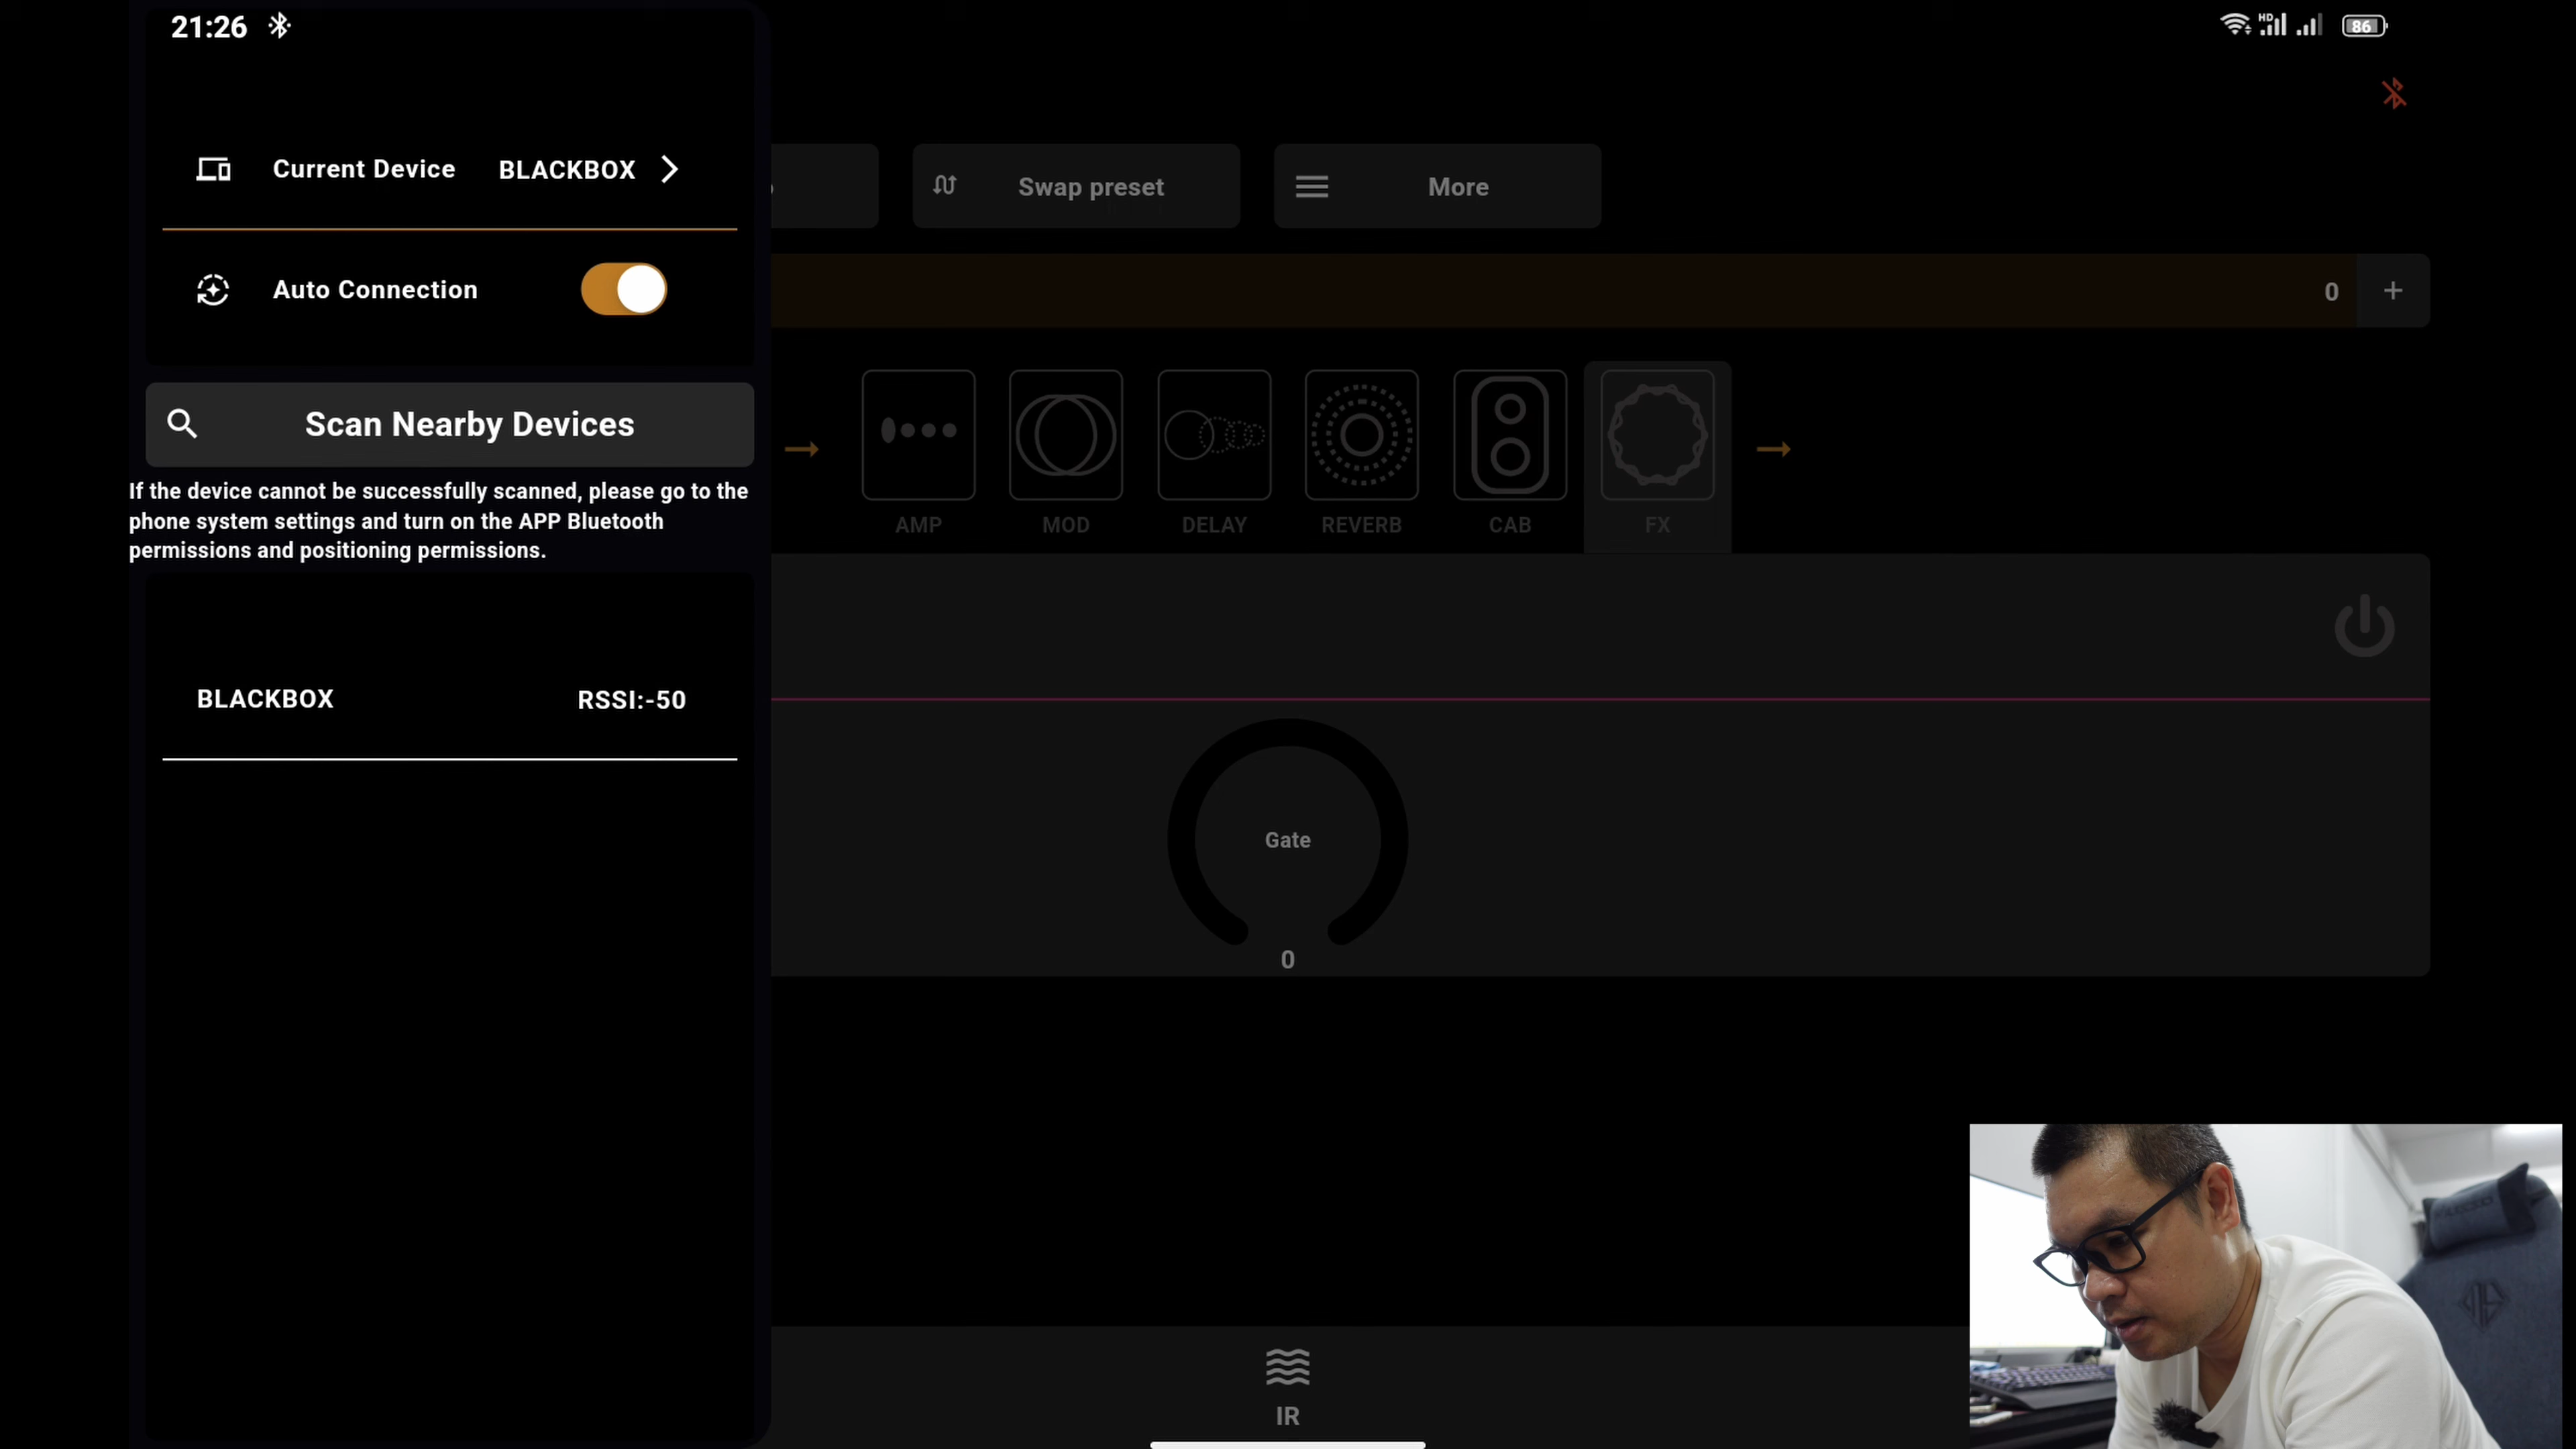 21:26
HD
86
Current Device BLACKBOX
Swap preset
More
Auto Connection
0 +
Scan Nearby Devices
If the device cannot be successfully scanned, please go to the
phone system settings and turn on the APP Bluetooth
permissions and positioning permissions.
AMP MOD DELAY REVERB CAB FX
BLACKBOX RSSI:-50
Gate
0
IR